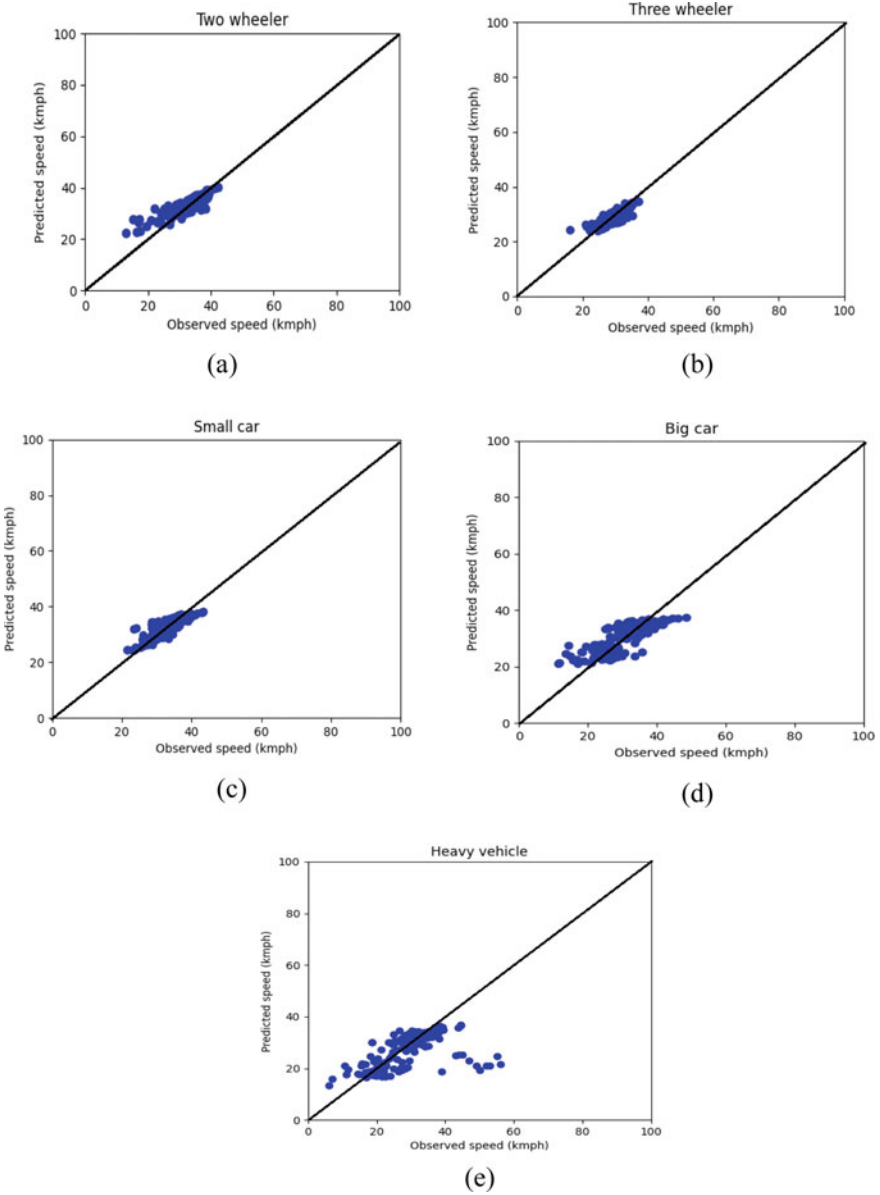 Two wheeler
100
80
60
40
20
0
Predicted speed (kmph)
0 20 40 60 80 100
Observed speed (kmph)
(a)
Three wheeler
100
80
60
40
20
0
Predicted speed (kmph)
0 20 40 60 80 100
Observed speed (kmph)
(b)
Small car
100
80
60
40
20
0
Predicted speed (kmph)
0 20 40 60 80 100
Observed speed (kmph)
(c)
Big car
100
80
60
40
20
0
Predicted speed (kmph)
0 20 40 60 80 100
Observed speed (kmph)
(d)
Heavy vehicle
100
80
60
40
20
0
Predicted speed (kmph)
0 20 40 60 80 100
Observed speed (kmph)
(e)